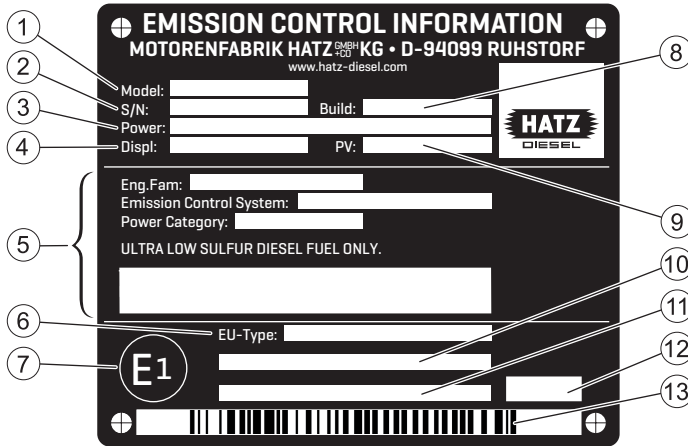 EMISSION CONTROL INFORMATION
MOTORENFABRIK HATZ GMBH +CO KG • D-94099 RUHSTORF
www.hatz-diesel.com
1 Model:
2 S/N: Build: 8
3 Power:
4 Displ: PV: 9
HATZ
DIESEL
5
Eng.Fam:
Emission Control System:
Power Category:
ULTRA LOW SULFUR DIESEL FUEL ONLY.
10
11
6 EU-Type:
7 E1
12
13